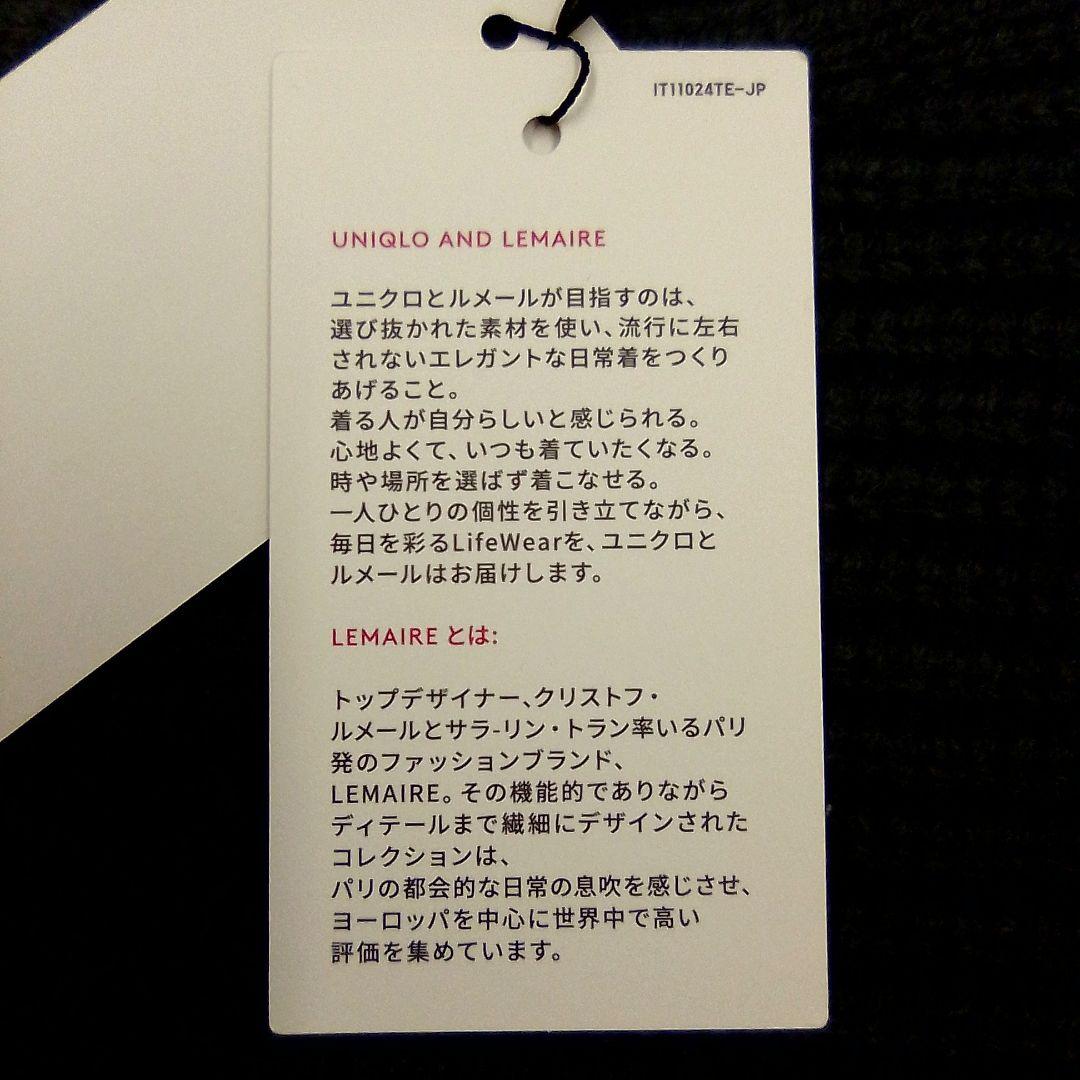 IT11024TE-JP
UNIQLO AND LEMAIRE
ユニクロとルメールが目指すのは、
選び抜かれた素材を使い、流行に左右
されないエレガントな日常着をつくり
あげること。
着る人が自分らしいと感じられる。
心地よくて、いつも着ていたくなる。
時や場所を選ばず着こなせる。
一人ひとりの個性を引き立てながら、
毎日を彩るLifeWearを、ユニクロと
ルメールはお届けします。
LEMAIRE とは:
トップデザイナー、クリストフ・
ルメールとサラ-リン・トラン率いるパリ
発のファッションブランド、
LEMAIRE。その機能的でありながら
ディテールまで繊細にデザインされた
コレクションは、
パリの都会的な日常の息吹を感じさせ、
ヨーロッパを中心に世界中で高い
評価を集めています。